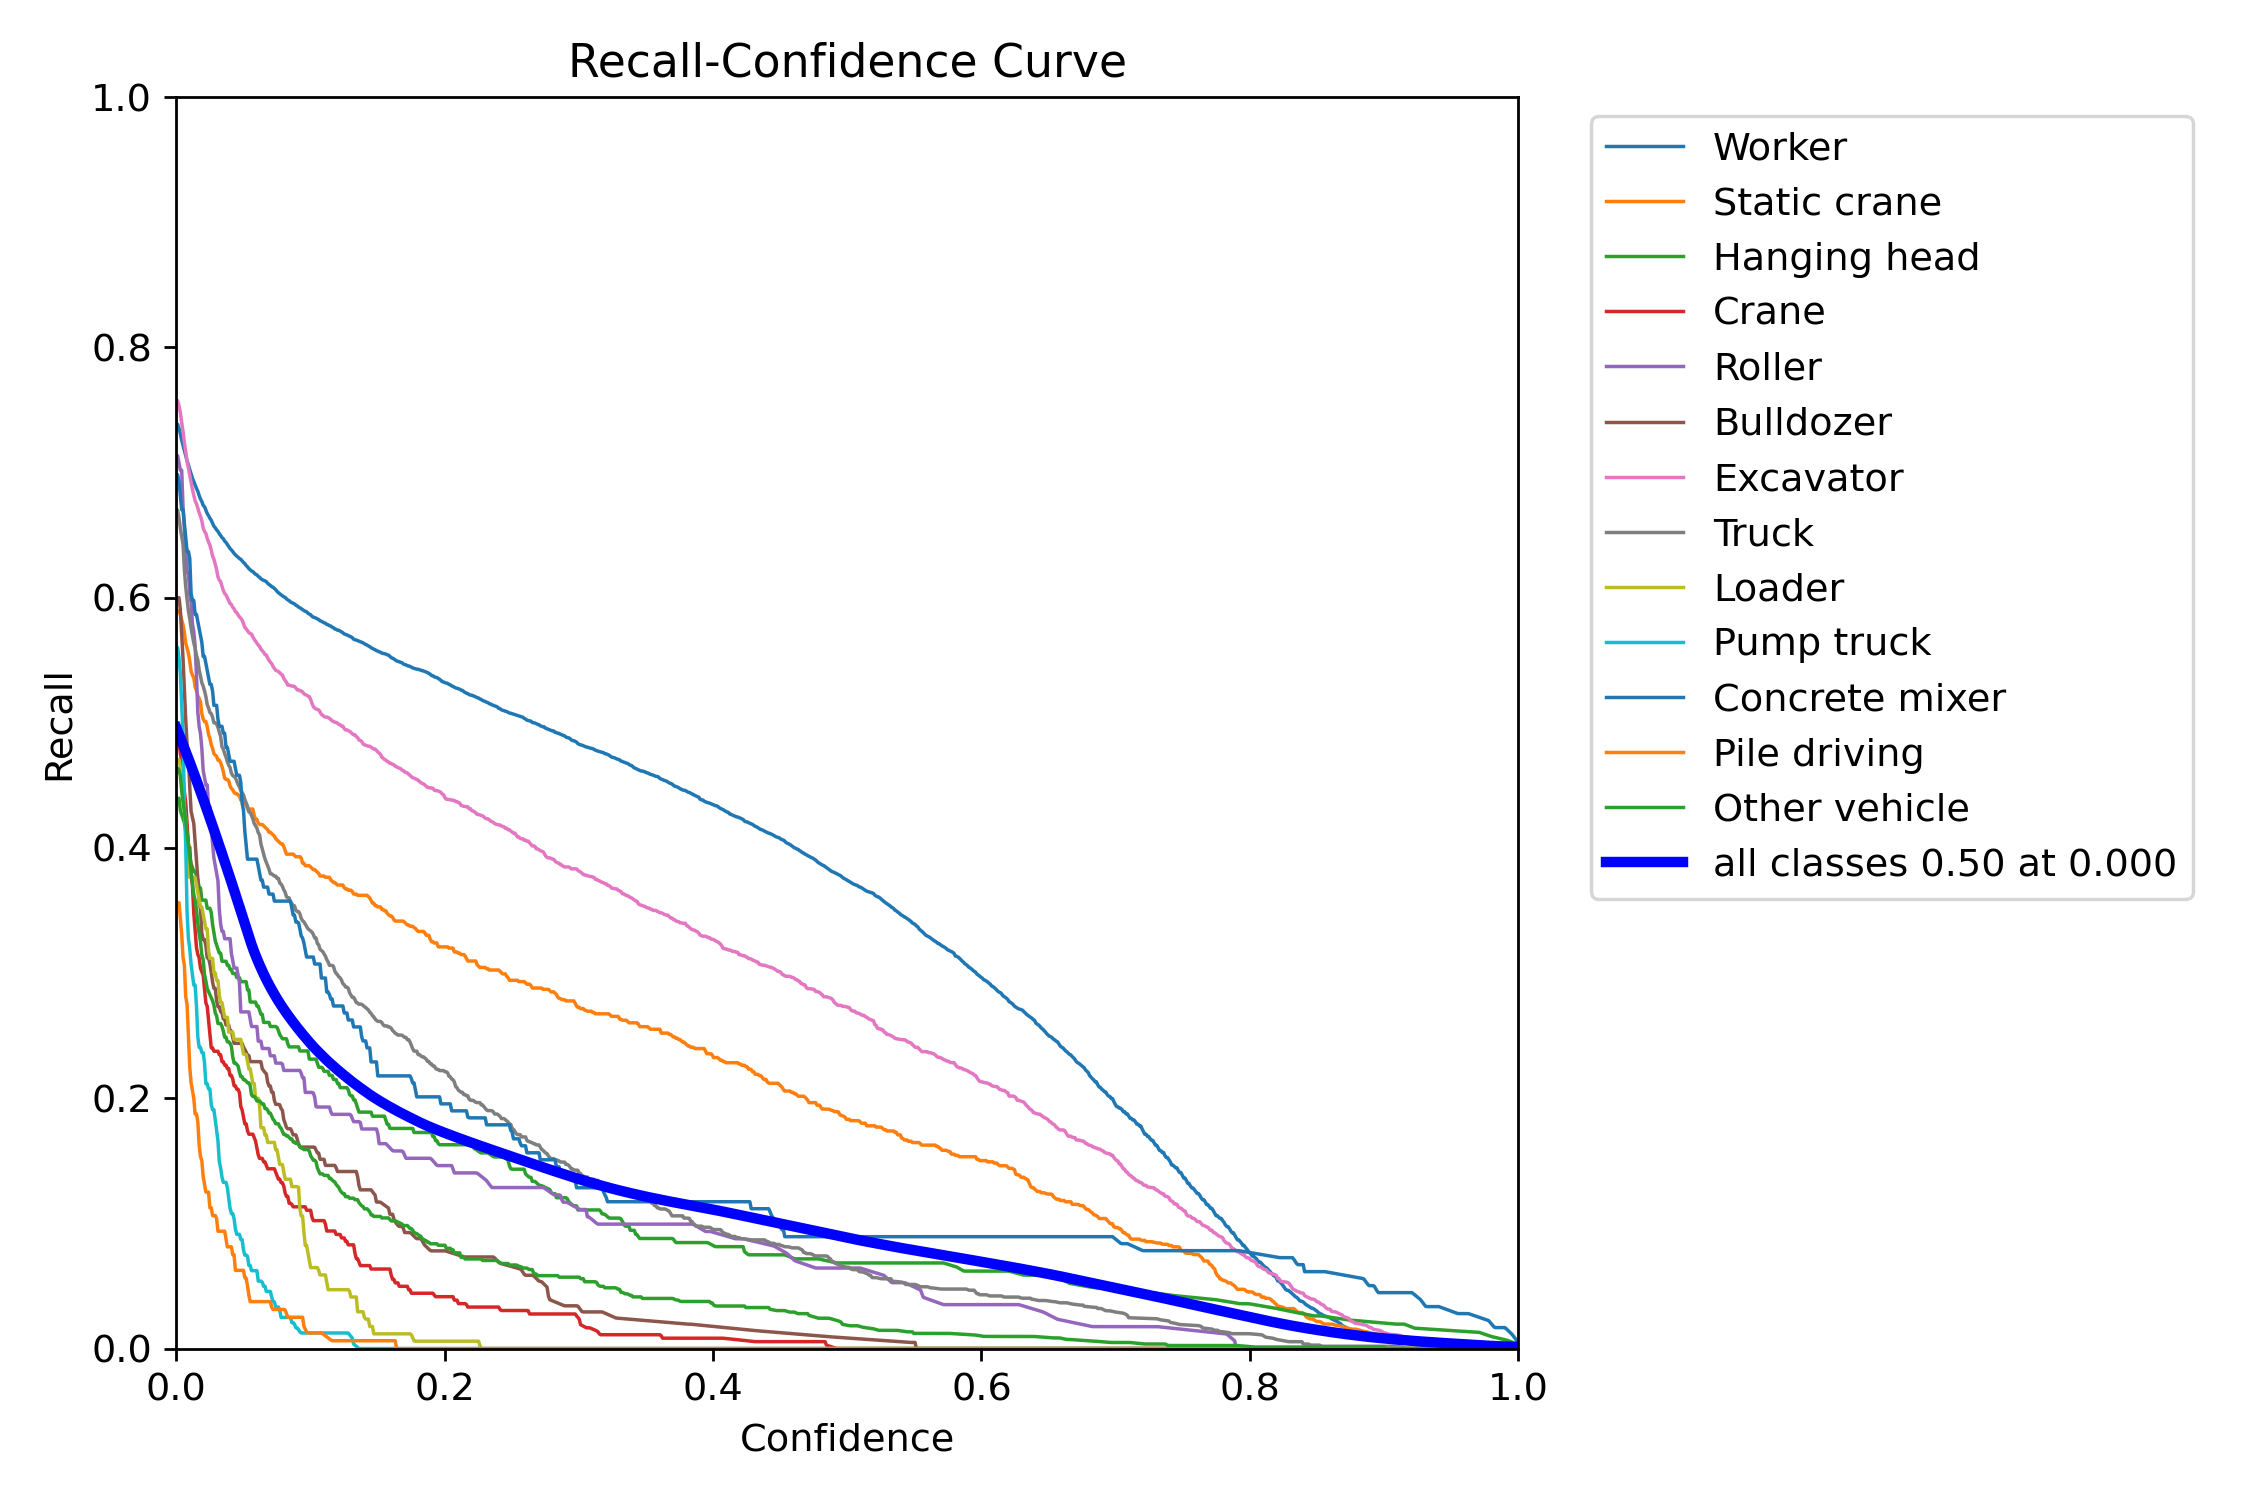 Recall-Confidence Curve
1.0
0.8
0.6
0.4
0.2
0.0
Recall
0.0 0.2 0.4 0.6 0.8 1.0
Confidence
Worker
Static crane
Hanging head
Crane
Roller
Bulldozer
Excavator
Truck
Loader
Pump truck
Concrete mixer
Pile driving
Other vehicle
all classes 0.50 at 0.000